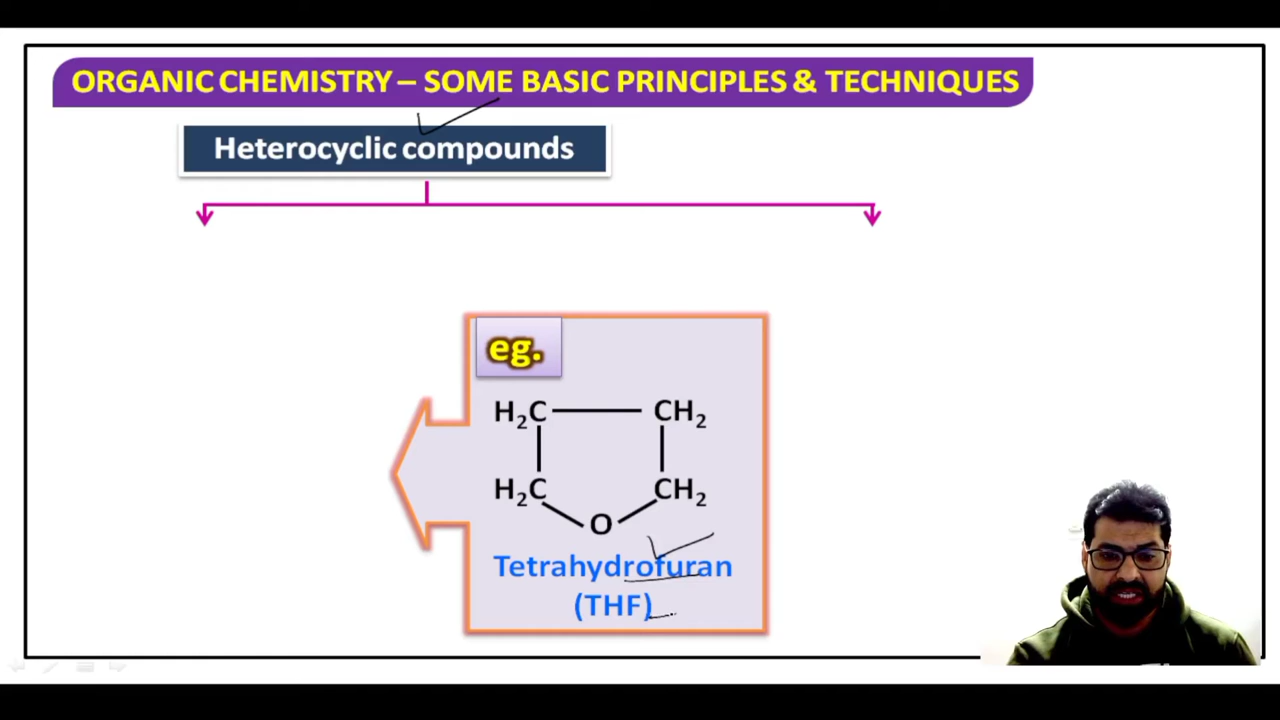 ORGANIC CHEMISTRY – SOME BASIC PRINCIPLES & TECHNIQUES
Heterocyclic compounds
eg.
H₂C CH₂
H₂C CH₂
O
Tetrahydrofuran
(THF)